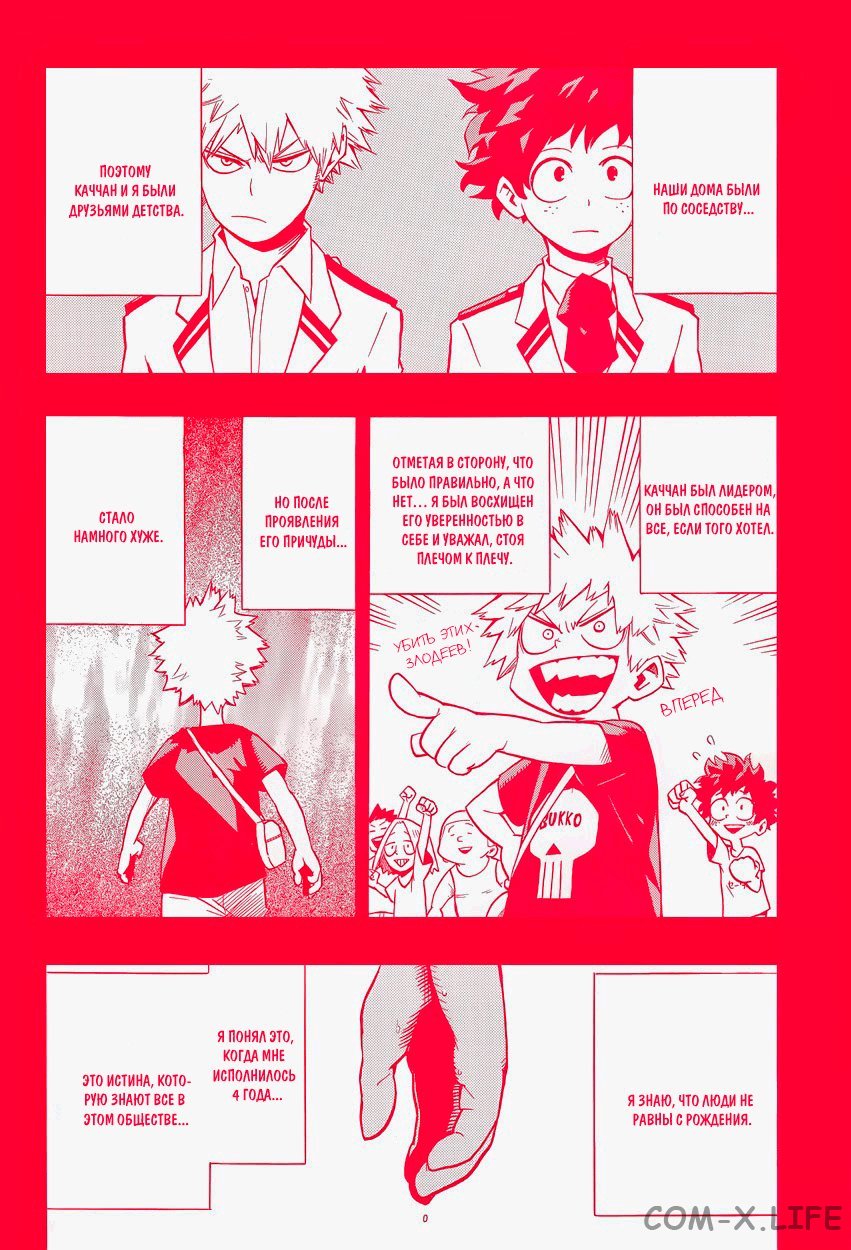 НАШИ ДОМА БЫЛИ
ПО СОСЕДСТВУ...
ПОЭТОМУ
КАЧЧАН И Я БЫЛИ
ДРУЗЬЯМИ ДЕТСТВА.
КАЧЧАН БЫЛ ЛИДЕРОМ,
ОН БЫЛ СПОСОБЕН НА
ВСЕ, ЕСЛИ ТОГО ХОТЕЛ.
ОТМЕТАЯ В СТОРОНУ, ЧТО
БЫЛО ПРАВИЛЬНО, А ЧТО
НЕТ... Я БЫЛ ВОСХИЩЕН
ЕГО УВЕРЕННОСТЬЮ В
СЕБЕ И УВАЖАЛ, СТОЯ
ПЛЕЧОМ К ПЛЕЧУ.
УБИТЬ ЭТИХ-
ЗЛОДЕЕВ!
ВПЕРЕД
BUKKO
НО ПОСЛЕ
ПРОЯВЛЕНИЯ
ЕГО ПРИЧУДЫ...
СТАЛО
НАМНОГО ХУЖЕ.
Я ЗНАЮ, ЧТО ЛЮДИ НЕ
РАВНЫ С РОЖДЕНИЯ.
Я ПОНЯЛ ЭТО,
КОГДА МНЕ
ИСПОЛНИЛОСЬ
4 ГОДА...
ЭТО ИСТИНА, КОТО-
РУЮ ЗНАЮТ ВСЕ В
ЭТОМ ОБЩЕСТВЕ...
0
COM-X.LIFE